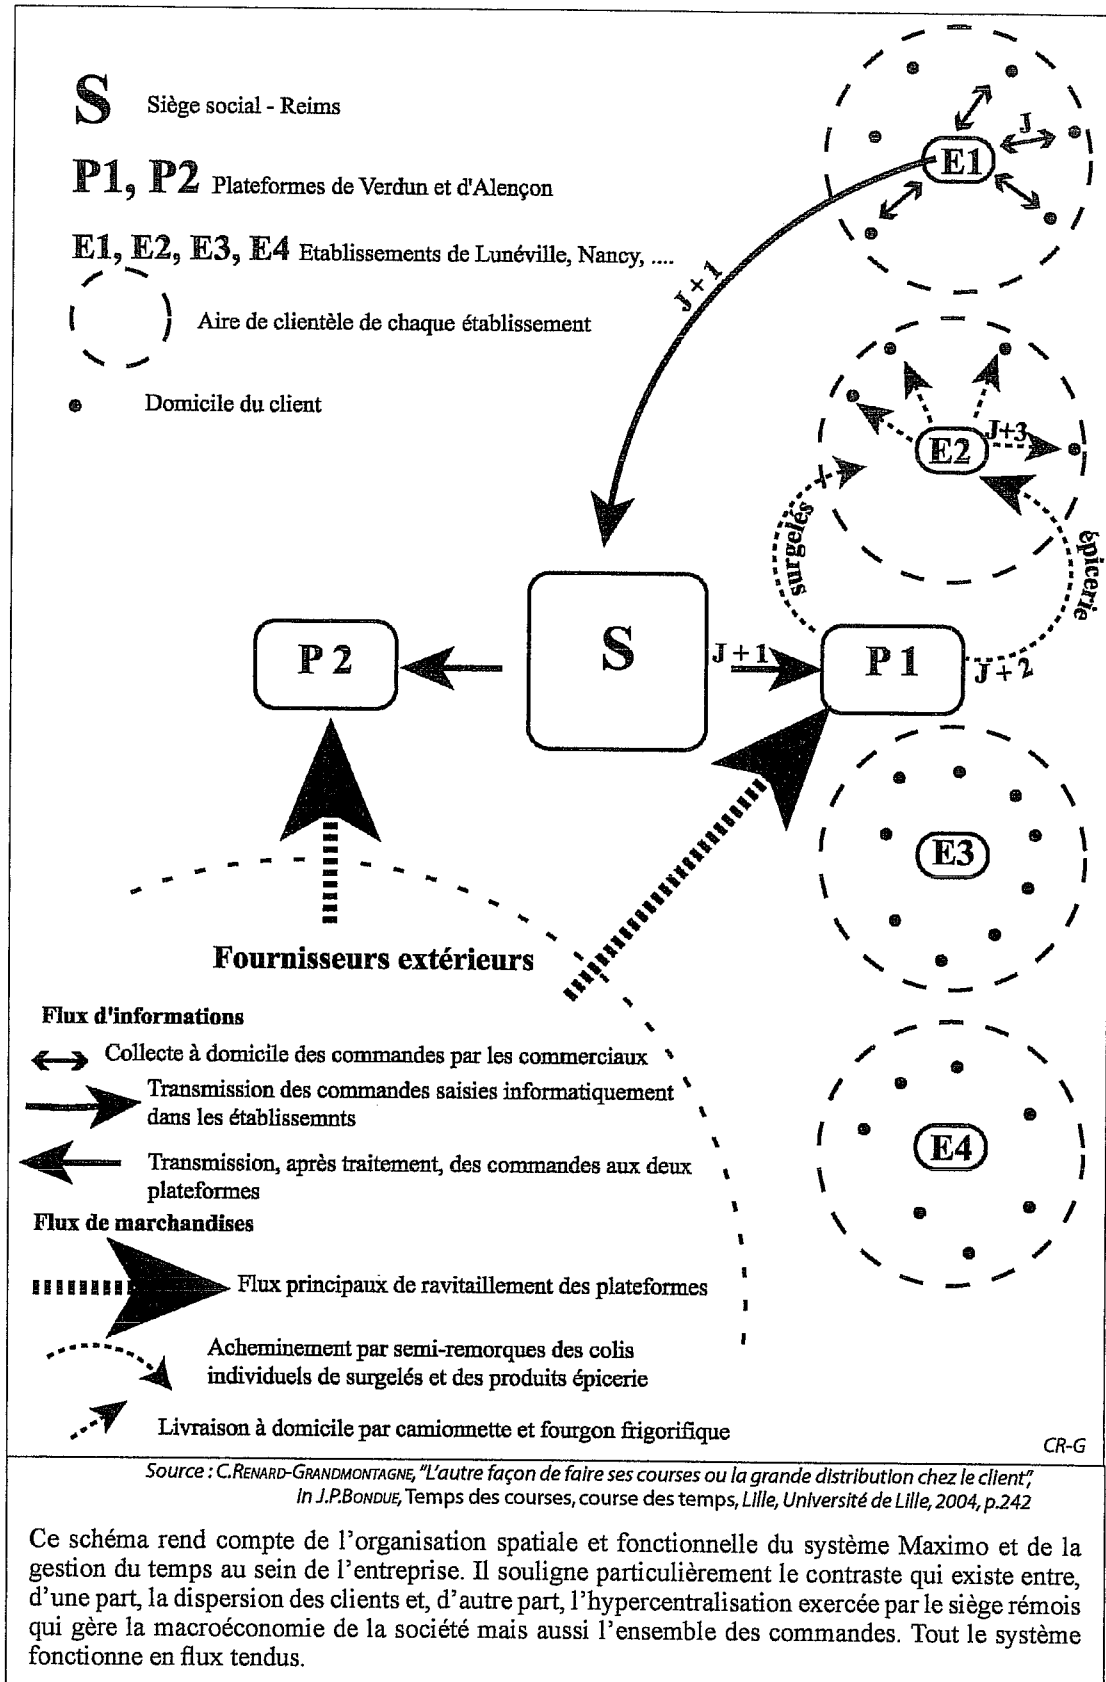 S Siège social - Reims
P1, P2 Plateformes de Verdun et d'Alençon
E1, E2, E3, E4 Etablissements de Lunéville, Nancy, ....
Aire de clientèle de chaque établissement
Domicile du client
E1
J
J + 1
E2
J+3
surgelés
épicerie
P 2
S
J + 1
P 1
J + 2
E3
E4
Fournisseurs extérieurs
Flux d'informations
Collecte à domicile des commandes par les commerciaux
Transmission des commandes saisies informatiquement
dans les établissemnts
Transmission, après traitement, des commandes aux deux
plateformes
Flux de marchandises
Flux principaux de ravitaillement des plateformes
Acheminement par semi-remorques des colis
individuels de surgelés et des produits épicerie
Livraison à domicile par camionnette et fourgon frigorifique
CR-G
Source : C.RENARD-GRANDMONTAGNE, "L'autre façon de faire ses courses ou la grande distribution chez le client",
in J.P.BONDUE, Temps des courses, course des temps, Lille, Université de Lille, 2004, p.242
Ce schéma rend compte de l'organisation spatiale et fonctionnelle du système Maximo et de la
gestion du temps au sein de l'entreprise. Il souligne particulièrement le contraste qui existe entre,
d'une part, la dispersion des clients et, d'autre part, l'hypercentralisation exercée par le siège rémois
qui gère la macroéconomie de la société mais aussi l'ensemble des commandes. Tout le système
fonctionne en flux tendus.